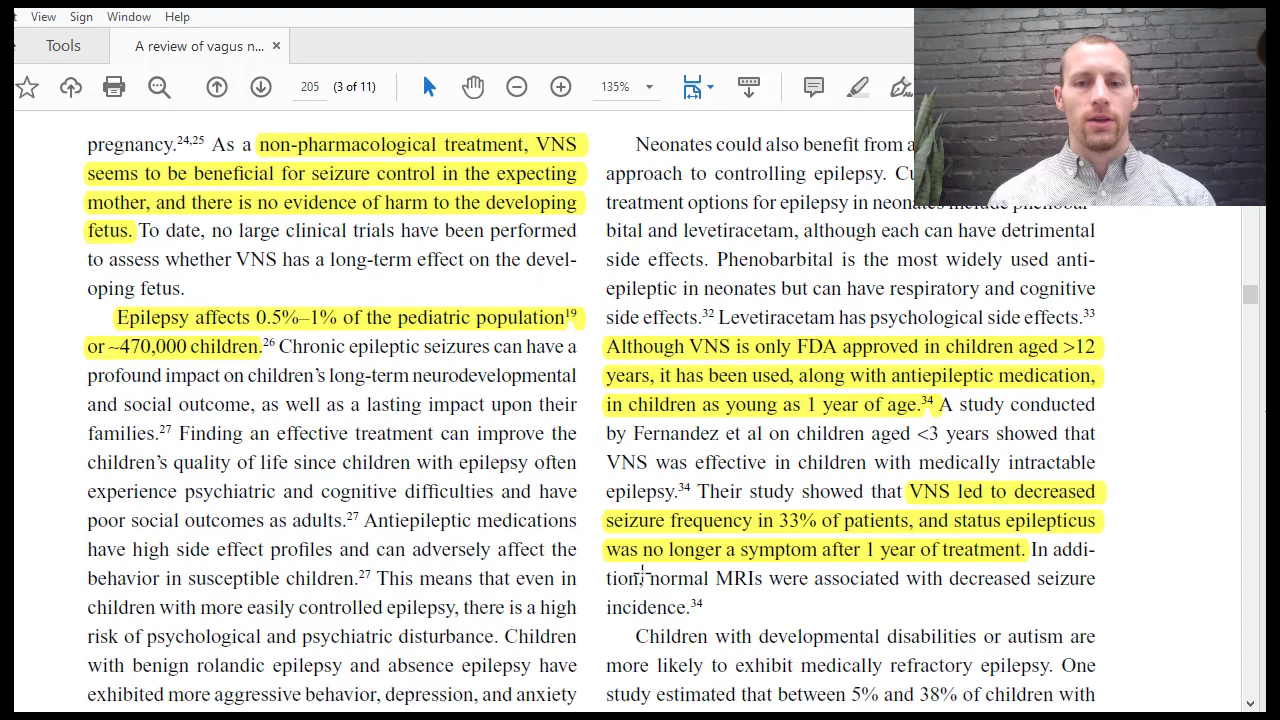 View Sign Window Help
Tools
A review of vagus n... ×
205 (3 of 11) 135%
pregnancy.24,25 As a non-pharmacological treatment, VNS
seems to be beneficial for seizure control in the expecting
mother, and there is no evidence of harm to the developing
fetus. To date, no large clinical trials have been performed
to assess whether VNS has a long-term effect on the devel-
oping fetus.
Epilepsy affects 0.5%–1% of the pediatric population19
or ~470,000 children.26 Chronic epileptic seizures can have a
profound impact on children’s long-term neurodevelopmental
and social outcome, as well as a lasting impact upon their
families.27 Finding an effective treatment can improve the
children’s quality of life since children with epilepsy often
experience psychiatric and cognitive difficulties and have
poor social outcomes as adults.27 Antiepileptic medications
have high side effect profiles and can adversely affect the
behavior in susceptible children.27 This means that even in
children with more easily controlled epilepsy, there is a high
risk of psychological and psychiatric disturbance. Children
with benign rolandic epilepsy and absence epilepsy have
exhibited more aggressive behavior, depression, and anxiety
Neonates could also benefit from a
approach to controlling epilepsy.
treatment options for epilepsy in neonates include phenobar-
bital and levetiracetam, although each can have detrimental
side effects. Phenobarbital is the most widely used anti-
epileptic in neonates but can have respiratory and cognitive
side effects.32 Levetiracetam has psychological side effects.33
Although VNS is only FDA approved in children aged >12
years, it has been used, along with antiepileptic medication,
in children as young as 1 year of age.34 A study conducted
by Fernandez et al on children aged <3 years showed that
VNS was effective in children with medically intractable
epilepsy.34 Their study showed that VNS led to decreased
seizure frequency in 33% of patients, and status epilepticus
was no longer a symptom after 1 year of treatment. In addi-
tion, normal MRIs were associated with decreased seizure
incidence.34
Children with developmental disabilities or autism are
more likely to exhibit medically refractory epilepsy. One
study estimated that between 5% and 38% of children with